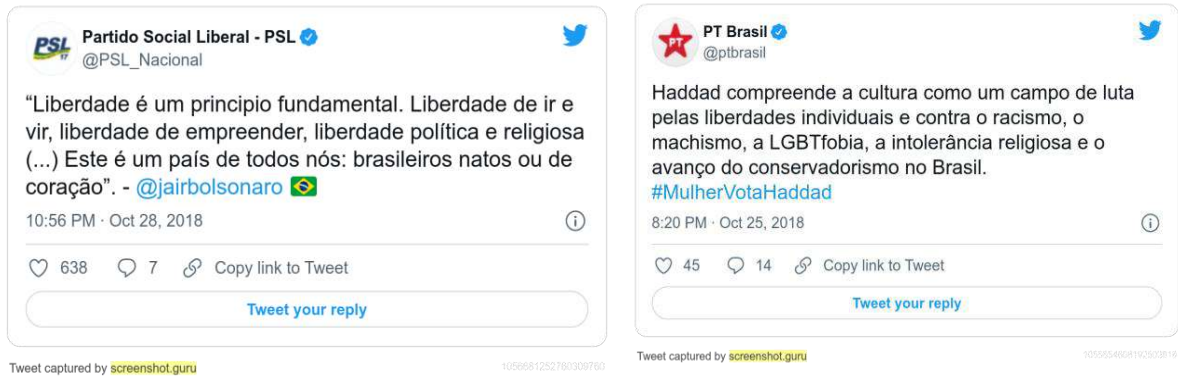 PSL
17
Partido Social Liberal - PSL
@PSL_Nacional
“Liberdade é um principio fundamental. Liberdade de ir e
vir, liberdade de empreender, liberdade política e religiosa
(...) Este é um país de todos nós: brasileiros natos ou de
coração”. - @jairbolsonaro
10:56 PM · Oct 28, 2018
638 7 Copy link to Tweet
Tweet your reply
Tweet captured by screenshot.guru
PT
PT Brasil
@ptbrasil
Haddad compreende a cultura como um campo de luta
pelas liberdades individuais e contra o racismo, o
machismo, a LGBTfobia, a intolerância religiosa e o
avanço do conservadorismo no Brasil.
#MulherVotaHaddad
8:20 PM · Oct 25, 2018
45 14 Copy link to Tweet
Tweet your reply
Tweet captured by screenshot.guru